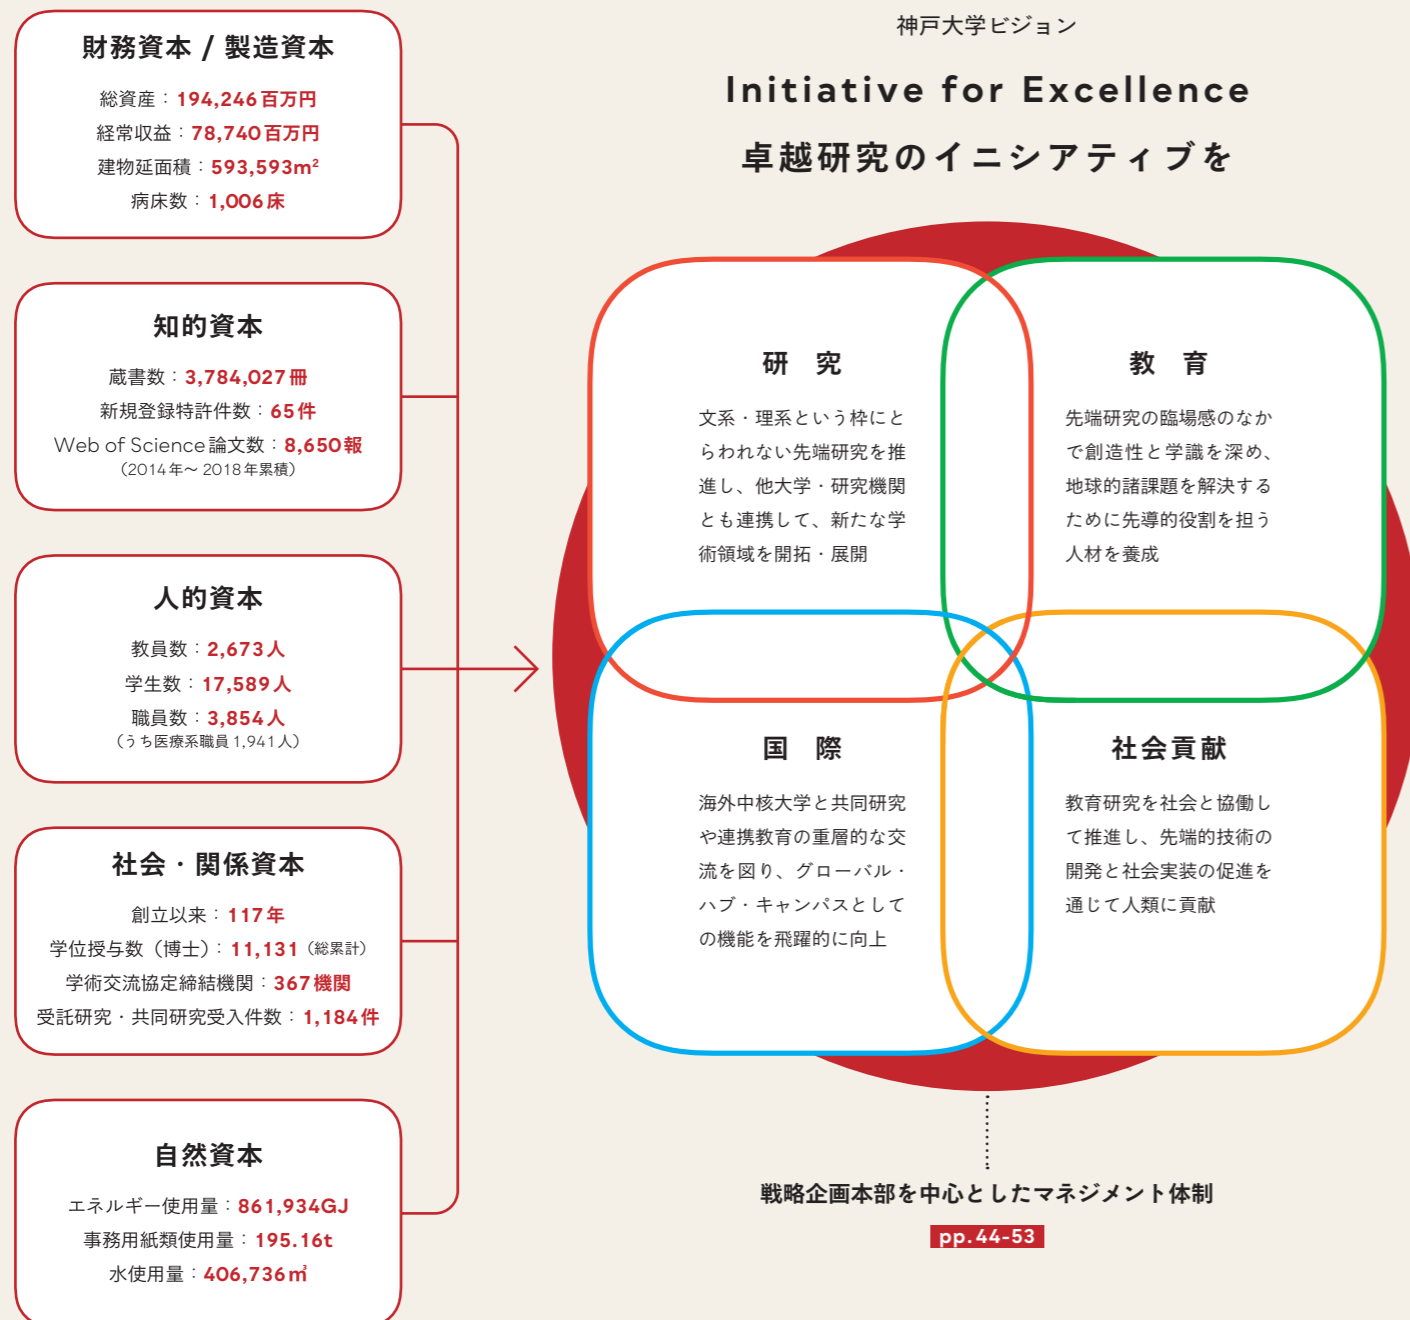 財務資本 / 製造資本
総資産：194,246百万円
経常収益：78,740百万円
建物延面積：593,593m²
病床数：1,006床
知的資本
蔵書数：3,784,027冊
新規登録特許件数：65件
Web of Science論文数：8,650報
（2014年〜2018年累積）
人的資本
教員数：2,673人
学生数：17,589人
職員数：3,854人
（うち医療系職員1,941人）
社会・関係資本
創立以来：117年
学位授与数（博士）：11,131（総累計）
学術交流協定締結機関：367機関
受託研究・共同研究受入件数：1,184件
自然資本
エネルギー使用量：861,934GJ
事務用紙類使用量：195.16t
水使用量：406,736㎥
神戸大学ビジョン
Initiative for Excellence
卓越研究のイニシアティブを
研　究
文系・理系という枠にと
らわれない先端研究を推
進し、他大学・研究機関
とも連携して、新たな学
術領域を開拓・展開
教　育
先端研究の臨場感のなか
で創造性と学識を深め、
地球的諸課題を解決する
ために先導的役割を担う
人材を養成
国　際
海外中核大学と共同研究
や連携教育の重層的な交
流を図り、グローバル・
ハブ・キャンパスとして
の機能を飛躍的に向上
社会貢献
教育研究を社会と協働し
て推進し、先端的技術の
開発と社会実装の促進を
通じて人類に貢献
戦略企画本部を中心としたマネジメント体制
pp.44-53